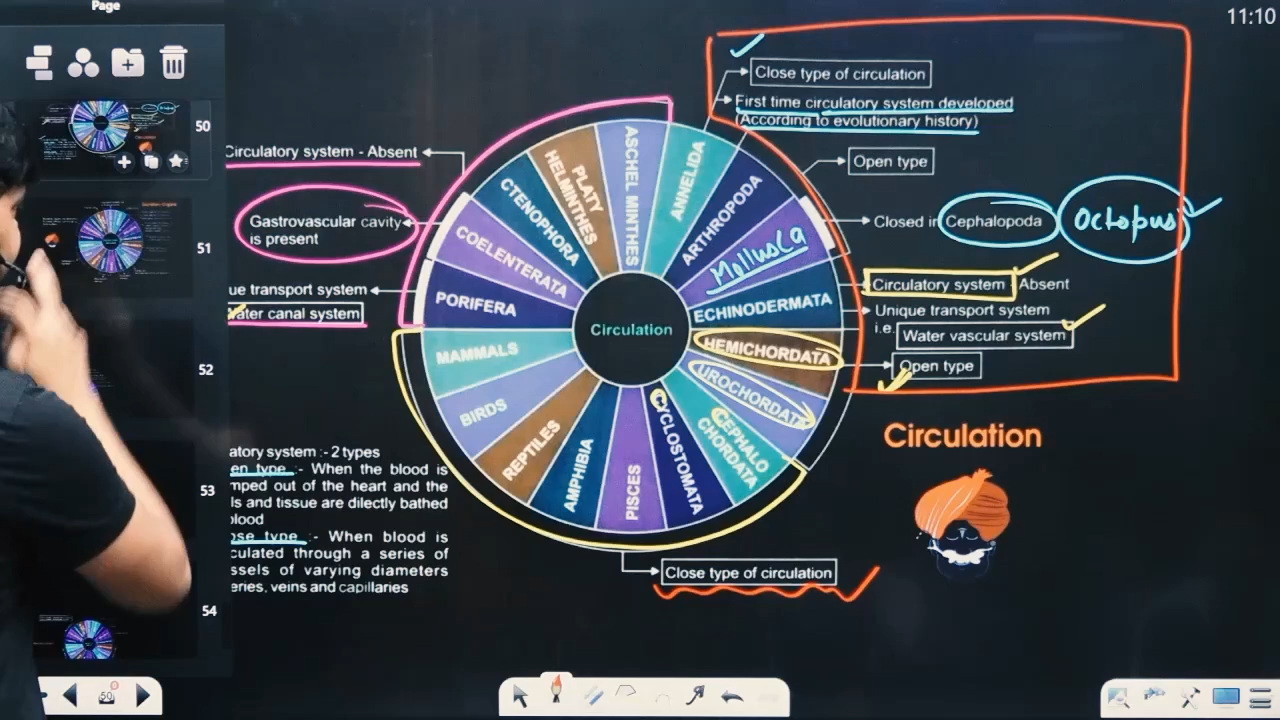 Page
11:10
50
51
52
53
54
Circulatory system - Absent
Gastrovascular cavity
is present
ue transport system
ater canal system
Close type of circulation
First time circulatory system developed
(According to evolutionary history)
Open type
Closed in Cephalopoda
Octopus
Circulatory system Absent
Unique transport system
i.e. Water vascular system
Open type
PORIFERA
COELENTERATA
CTENOPHORA
PLATY
HELMINTHES
ASCHEL MINTHES
ANNELIDA
ARTHROPODA
Mollusca
ECHINODERMATA
HEMICHORDATA
UROCHORDATA
CEPHALO
CHORDATA
CYCLOSTOMATA
PISCES
AMPHIBIA
REPTILES
BIRDS
MAMMALS
Circulation
Circulation
atory system :- 2 types
en type :- When the blood is
mped out of the heart and the
ls and tissue are dilectly bathed
blood
ose type :- When blood is
culated through a series of
ssels of varying diameters
eries, veins and capillaries
Close type of circulation
50